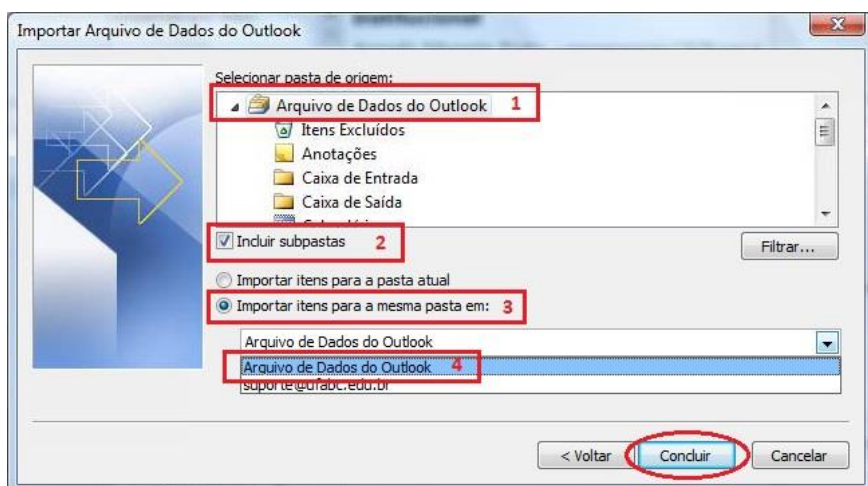 Importar Arquivo de Dados do Outlook
Selecionar pasta de origem:
Arquivo de Dados do Outlook 1
Itens Excluídos
Anotações
Caixa de Entrada
Caixa de Saída
Incluir subpastas 2
Filtrar...
Importar itens para a pasta atual
Importar itens para a mesma pasta em: 3
Arquivo de Dados do Outlook
Arquivo de Dados do Outlook 4
suporte@ufabc.edu.br
< Voltar Concluir Cancelar